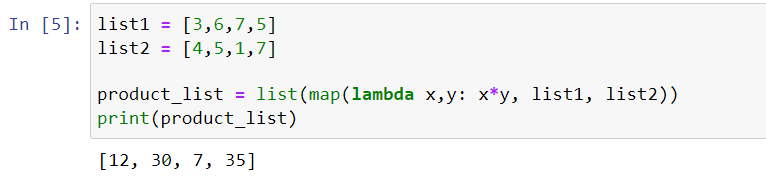 In [5]: list1 = [3,6,7,5]
list2 = [4,5,1,7]
product_list = list(map(lambda x,y: x*y, list1, list2))
print(product_list)
[12, 30, 7, 35]